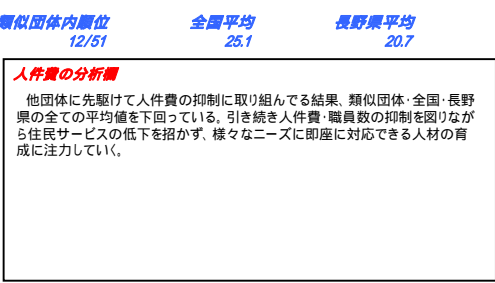 類似団体内順位 全国平均 長野県平均
12/51 25.1 20.7
人件費の分析欄
他団体に先駆けて人件費の抑制に取り組んでる結果、類似団体・全国・長野
県の全ての平均値を下回っている。引き続き人件費・職員数の抑制を図りなが
ら住民サービスの低下を招かず、様々なニーズに即座に対応できる人材の育
成に注力していく。